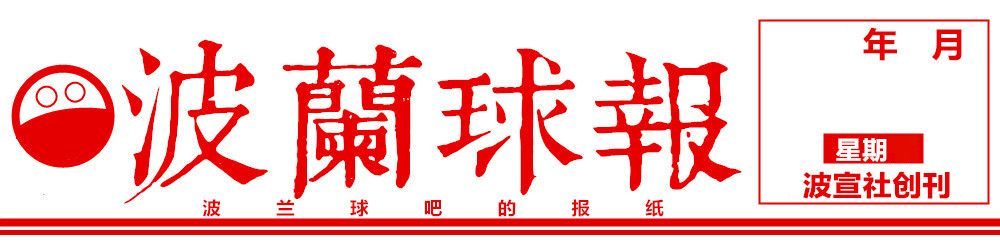 波蘭球報
波兰球吧的报纸
年 月
星期
波宣社创刊